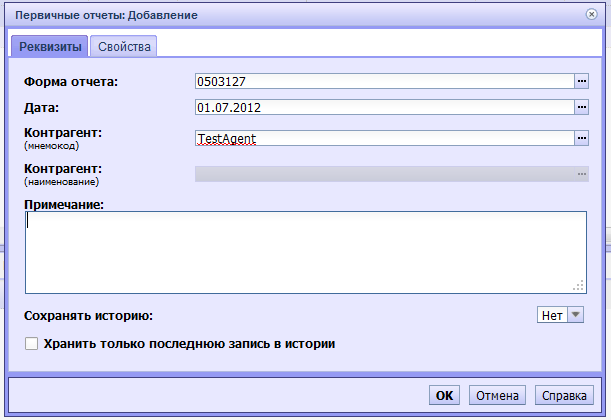 Первичные отчеты: Добавление
Реквизиты Свойства
Форма отчета: 0503127 ...
Дата: 01.07.2012 ...
Контрагент: TestAgent ...
(мнемокод)
Контрагент: ...
(наименование)
Примечание:
Сохранять историю: Нет
Хранить только последнюю запись в истории
ОК Отмена Справка